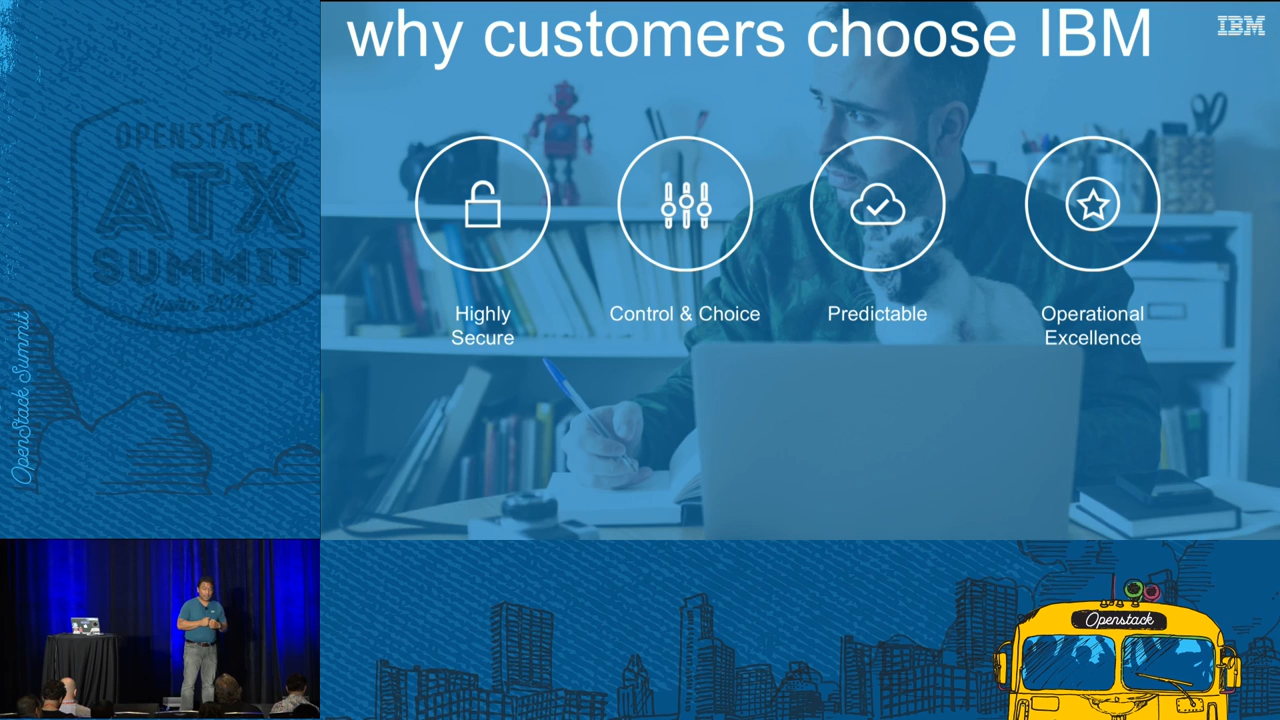 why customers choose IBM
IBM
Highly
Secure
Control & Choice
Predictable
Operational
Excellence
OPENSTACK
ATX
SUMMIT
OpenStack Summit
Openstack